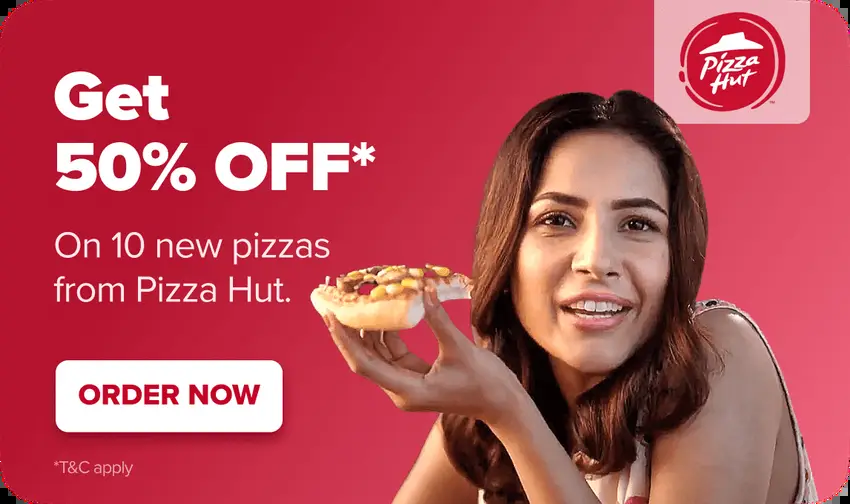 Pizza
Hut
Get
50% OFF*
On 10 new pizzas
from Pizza Hut.
ORDER NOW
*T&C apply